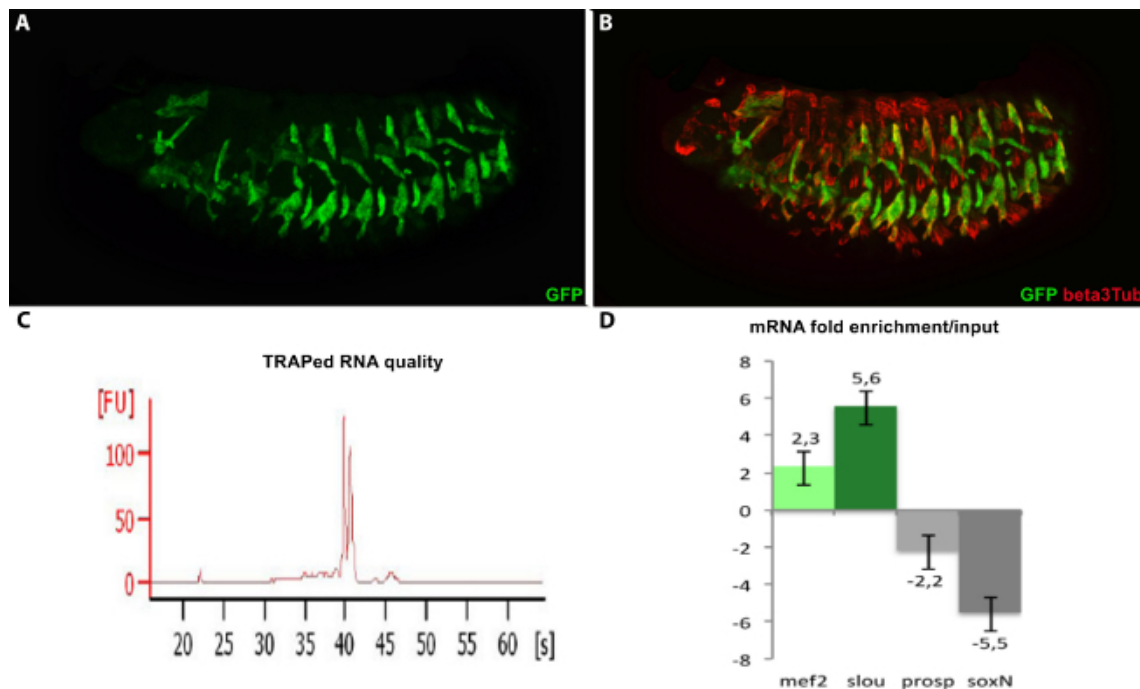 A
B
GFP
GFP beta3Tub
C
D
TRAPed RNA quality
[FU]
100
50
0
20 25 30 35 40 45 50 55 60 [s]
mRNA fold enrichment/input
8
6
4
2
0
-2
-4
-6
-8
2,3
5,6
-2,2
-5,5
mef2 slou prosp soxN